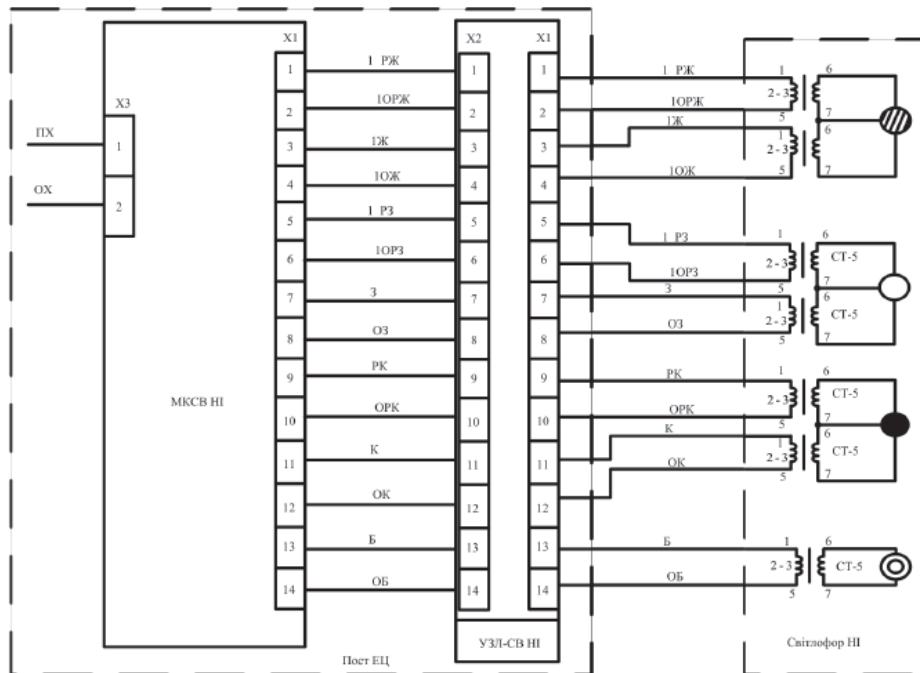 X1
X2
X1
X3
1
2
3
4
5
6
7
8
9
10
11
12
13
14
ПХ
1
ОХ
2
МКСВ НІ
1 РЖ
1ОРЖ
1Ж
1ОЖ
1 РЗ
1ОРЗ
З
ОЗ
РК
ОРК
К
ОК
Б
ОБ
1
2
3
4
5
6
7
8
9
10
11
12
13
14
1
2
3
4
5
6
7
8
9
10
11
12
13
14
УЗЛ-СВ НІ
Пост ЕЦ
1 РЖ
1ОРЖ
1Ж
1ОЖ
1 РЗ
1ОРЗ
З
ОЗ
РК
ОРК
К
ОК
Б
ОБ
1 6
2 - 3
5 7
1 6
2 - 3
5 7
1 6
2 - 3 СТ-5
5 7
1 6
2 - 3 СТ-5
5 7
1 6
2 - 3 СТ-5
5 7
1 6
2 - 3 СТ-5
5 7
1 6
2 - 3 СТ-5
5 7
Світлофор НІ